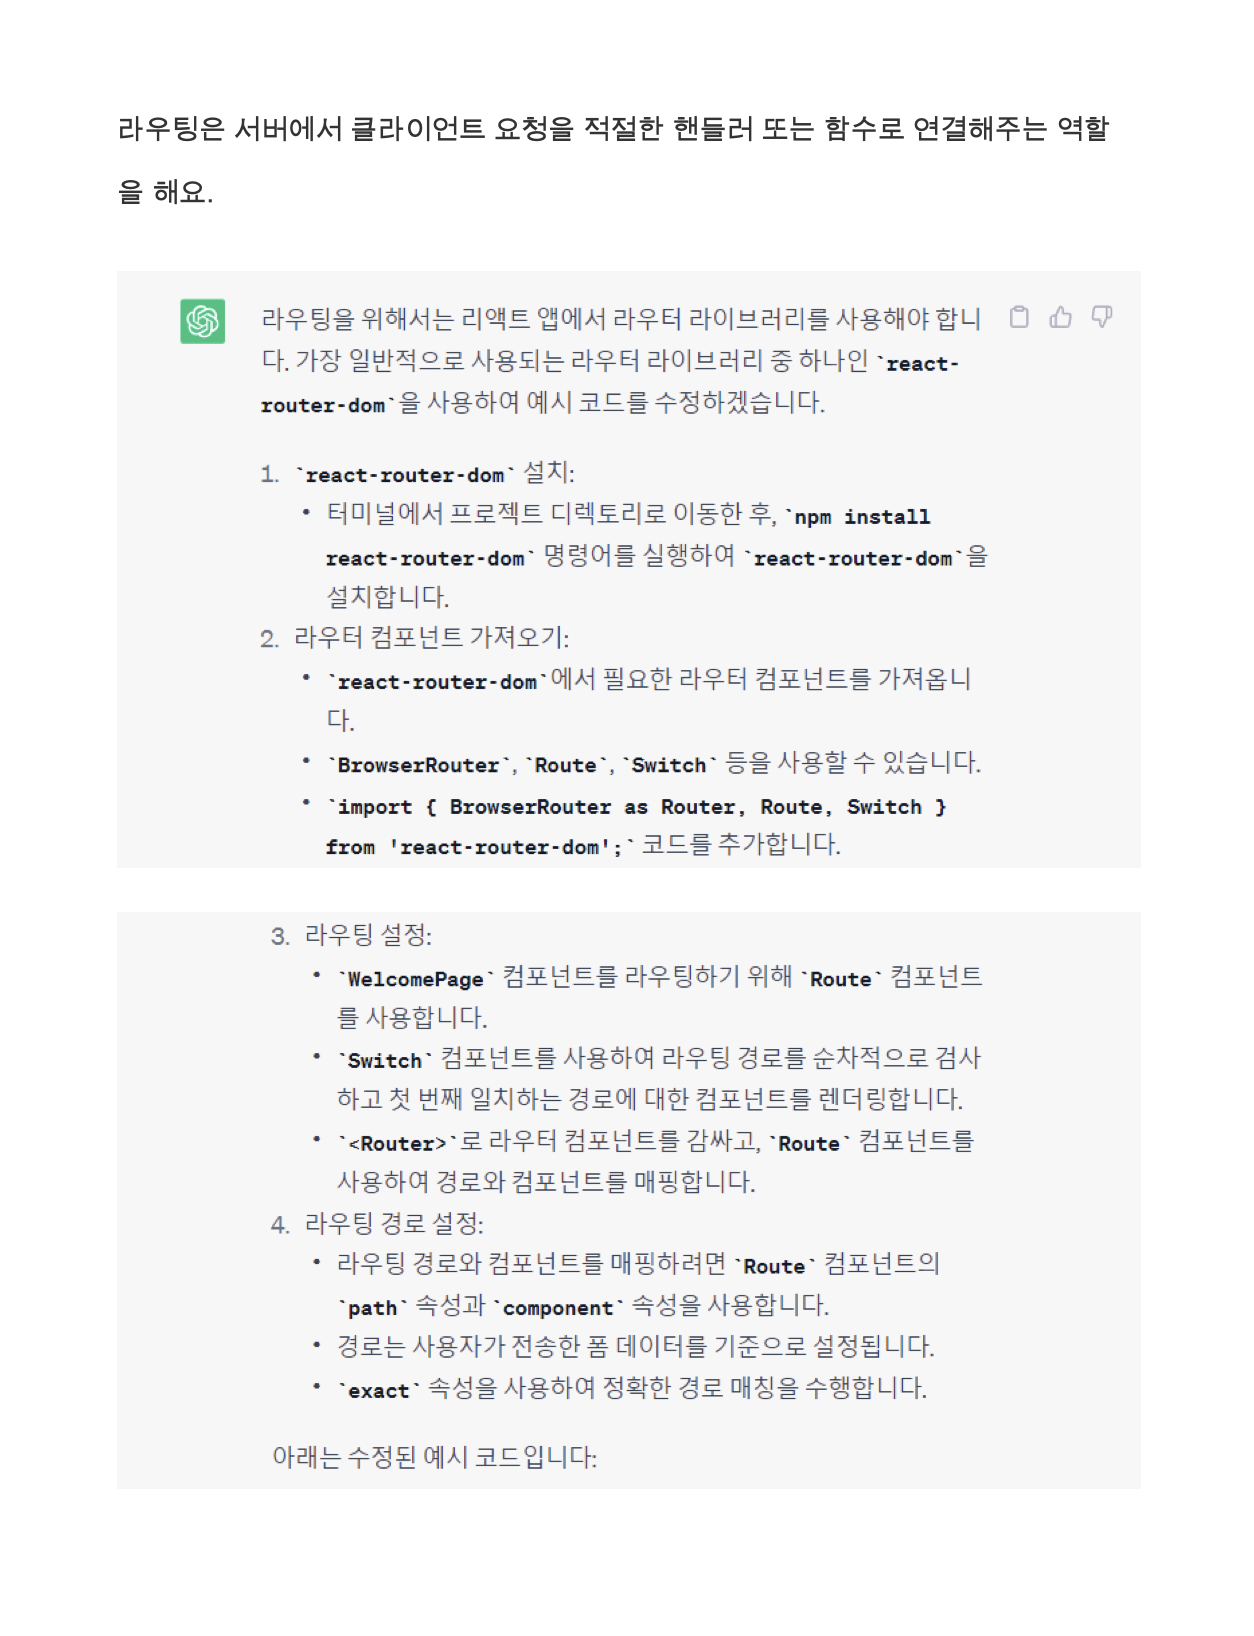 라우팅은 서버에서 클라이언트 요청을 적절한 핸들러 또는 함수로 연결해주는 역할
을 해요.
라우팅을 위해서는 리액트 앱에서 라우터 라이브러리를 사용해야 합니
다. 가장 일반적으로 사용되는 라우터 라이브러리 중 하나인 `react-
router-dom`을 사용하여 예시 코드를 수정하겠습니다.
1. `react-router-dom` 설치:
• 터미널에서 프로젝트 디렉토리로 이동한 후, `npm install
react-router-dom` 명령어를 실행하여 `react-router-dom`을
설치합니다.
2. 라우터 컴포넌트 가져오기:
• `react-router-dom`에서 필요한 라우터 컴포넌트를 가져옵니
다.
• `BrowserRouter`, `Route`, `Switch` 등을 사용할 수 있습니다.
• `import { BrowserRouter as Router, Route, Switch }
from 'react-router-dom';` 코드를 추가합니다.
3. 라우팅 설정:
• `WelcomePage` 컴포넌트를 라우팅하기 위해 `Route` 컴포넌트
를 사용합니다.
• `Switch` 컴포넌트를 사용하여 라우팅 경로를 순차적으로 검사
하고 첫 번째 일치하는 경로에 대한 컴포넌트를 렌더링합니다.
• `<Router>`로 라우터 컴포넌트를 감싸고, `Route` 컴포넌트를
사용하여 경로와 컴포넌트를 매핑합니다.
4. 라우팅 경로 설정:
• 라우팅 경로와 컴포넌트를 매핑하려면 `Route` 컴포넌트의
`path` 속성과 `component` 속성을 사용합니다.
• 경로는 사용자가 전송한 폼 데이터를 기준으로 설정됩니다.
• `exact` 속성을 사용하여 정확한 경로 매칭을 수행합니다.
아래는 수정된 예시 코드입니다: